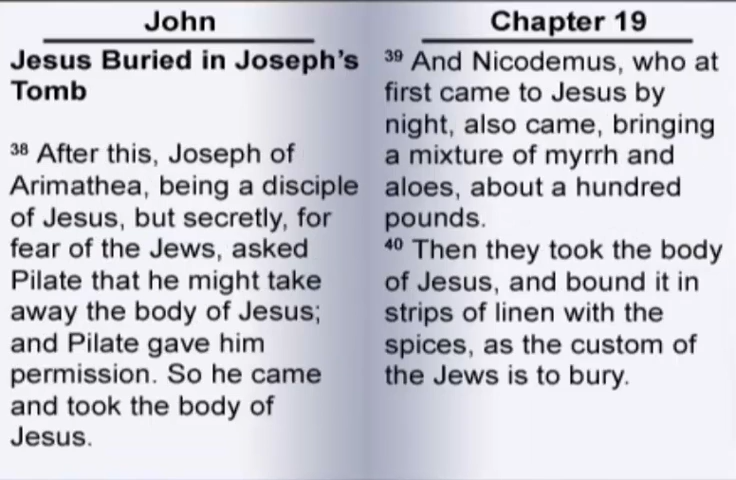 John
Jesus Buried in Joseph's
Tomb
38 After this, Joseph of
Arimathea, being a disciple
of Jesus, but secretly, for
fear of the Jews, asked
Pilate that he might take
away the body of Jesus;
and Pilate gave him
permission. So he came
and took the body of
Jesus.
Chapter 19
39 And Nicodemus, who at
first came to Jesus by
night, also came, bringing
a mixture of myrrh and
aloes, about a hundred
pounds.
40 Then they took the body
of Jesus, and bound it in
strips of linen with the
spices, as the custom of
the Jews is to bury.